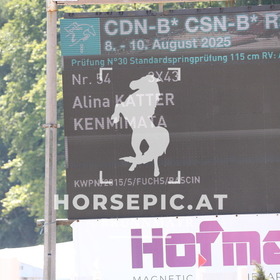 CDN-B* CSN-B*
8. - 10. August 2025
Prüfung N°30 Standardspringprüfung 115 cm RV:
Nr. 54 3X43
Alina KATTER
KENMIMATA
KWPN/2015/S/FUCHS/
HORSEPIC.AT
Hofma
MAGNETIC